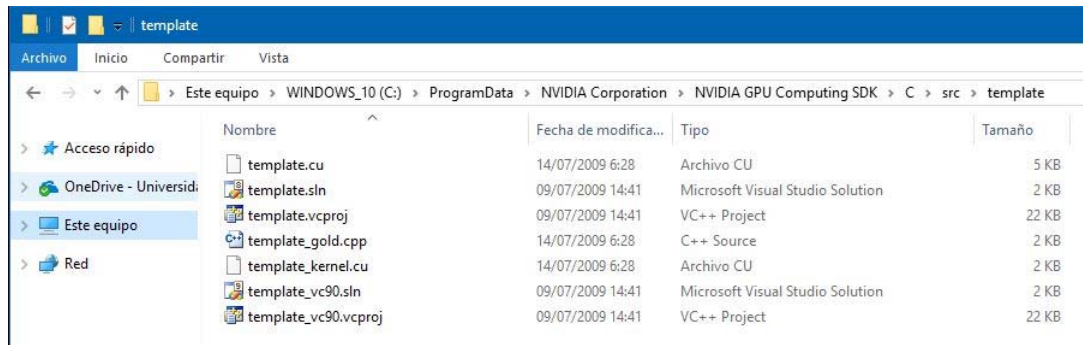 template
Archivo Inicio Compartir Vista
Este equipo > WINDOWS_10 (C:) > ProgramData > NVIDIA Corporation > NVIDIA GPU Computing SDK > C > src > template
Nombre Fecha de modifica... Tipo Tamaño
Acceso rápido
OneDrive - Universid
Este equipo
Red
template.cu 14/07/2009 6:28 Archivo CU 5 KB
template.sln 09/07/2009 14:41 Microsoft Visual Studio Solution 2 KB
template.vcproj 09/07/2009 14:41 VC++ Project 22 KB
template_gold.cpp 14/07/2009 6:28 C++ Source 2 KB
template_kernel.cu 14/07/2009 6:28 Archivo CU 2 KB
template_vc90.sln 09/07/2009 14:41 Microsoft Visual Studio Solution 2 KB
template_vc90.vcproj 09/07/2009 14:41 VC++ Project 22 KB